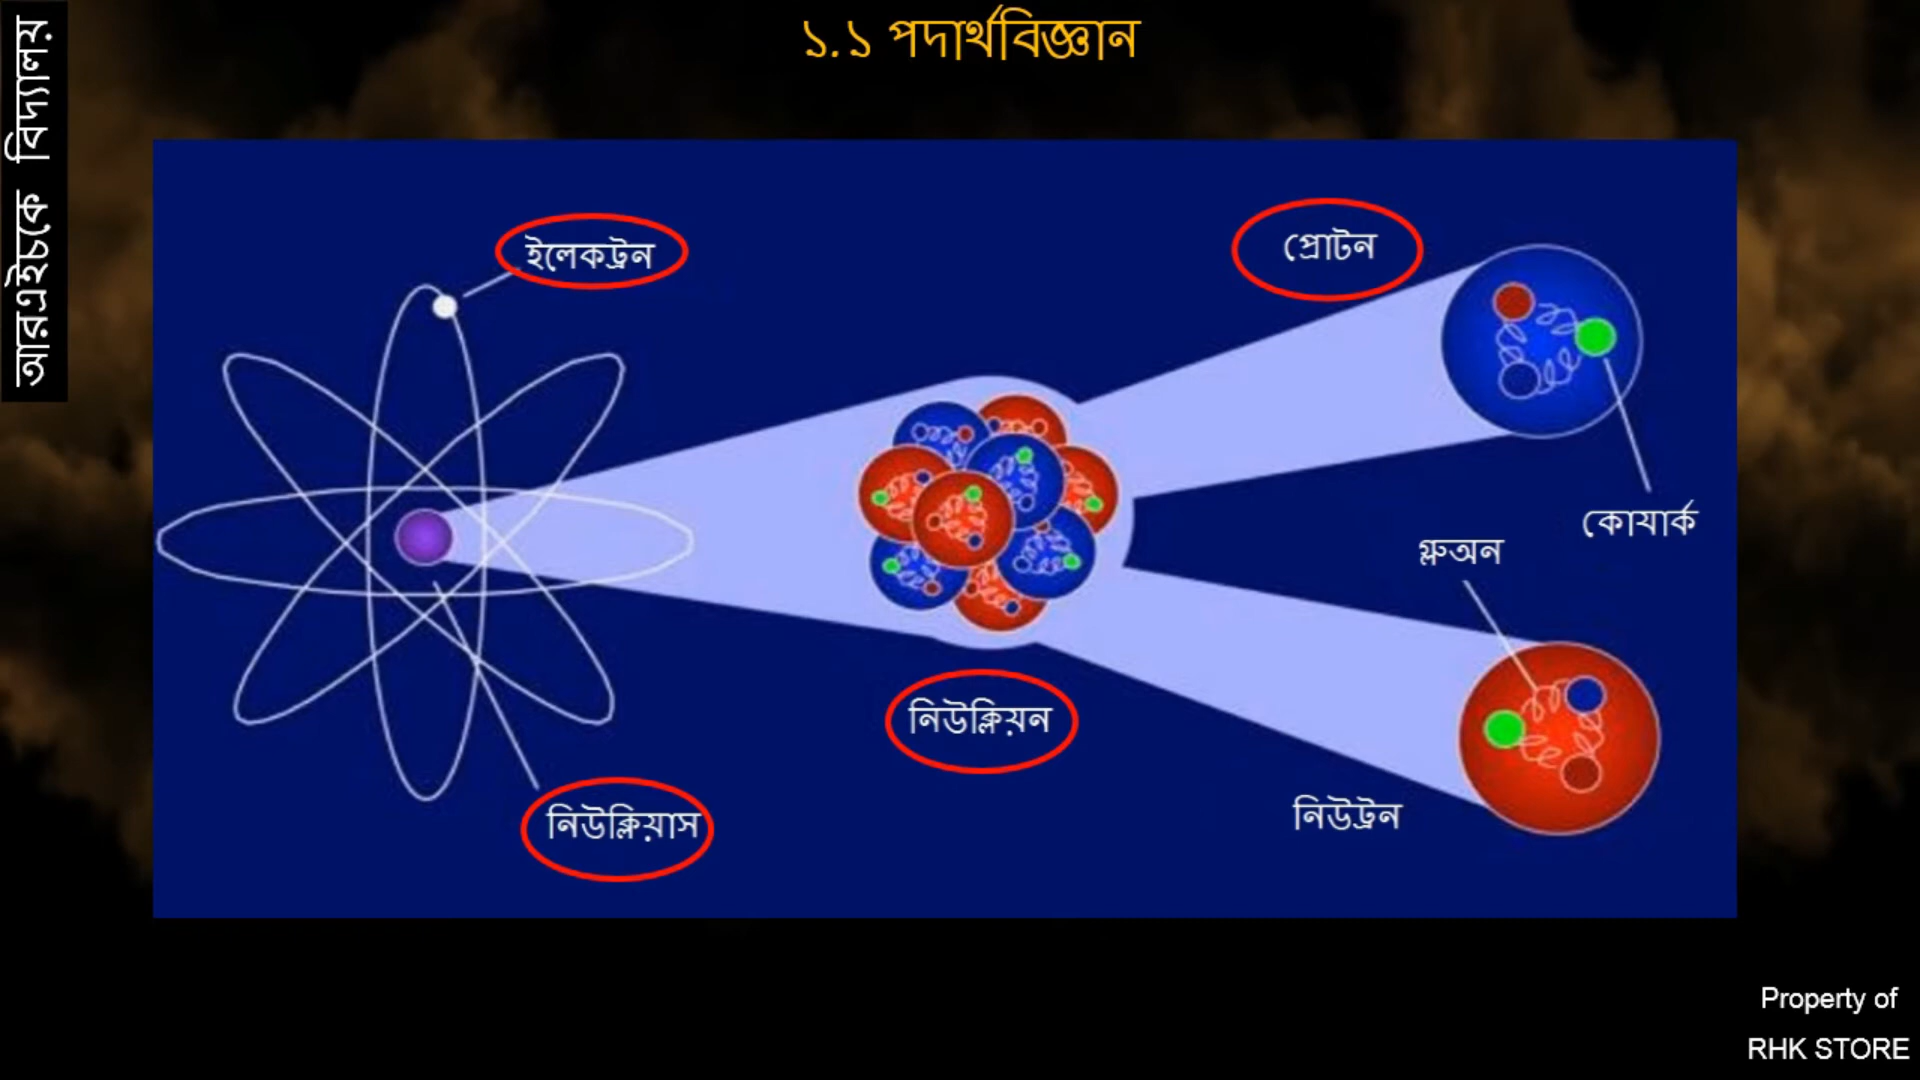 ১.১ পদার্থবিজ্ঞান
আরএইচকে বিদ্যালয়
ইলেকট্রন
প্রোটন
কোযার্ক
গ্লুঅন
নিউক্লিয়ন
নিউট্রন
নিউক্লিয়াস
Property of
RHK STORE